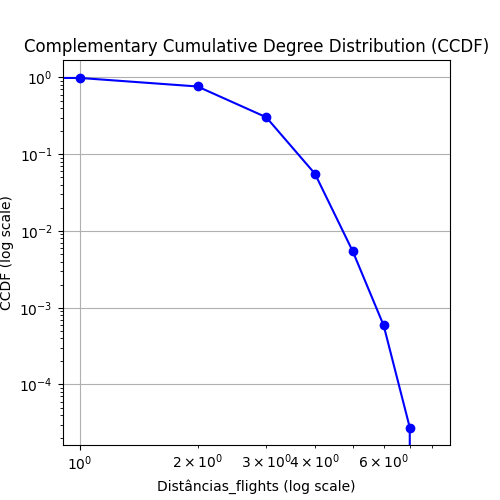 Complementary Cumulative Degree Distribution (CCDF)
CCDF (log scale)
10⁰
10⁻¹
10⁻²
10⁻³
10⁻⁴
10⁰ 2 × 10⁰ 3 × 10⁰ 4 × 10⁰ 6 × 10⁰
Distâncias_flights (log scale)